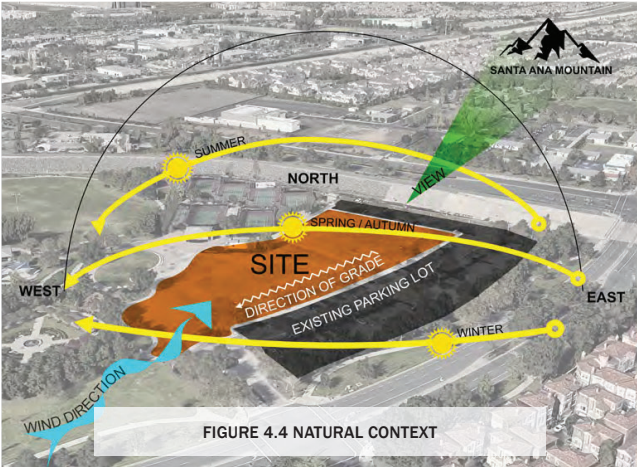 SANTA ANA MOUNTAIN
SUMMER
NORTH
VIEW
SPRING / AUTUMN
SITE
DIRECTION OF GRADE
WEST
EXISTING PARKING LOT
EAST
WINTER
WIND DIRECTION
FIGURE 4.4 NATURAL CONTEXT